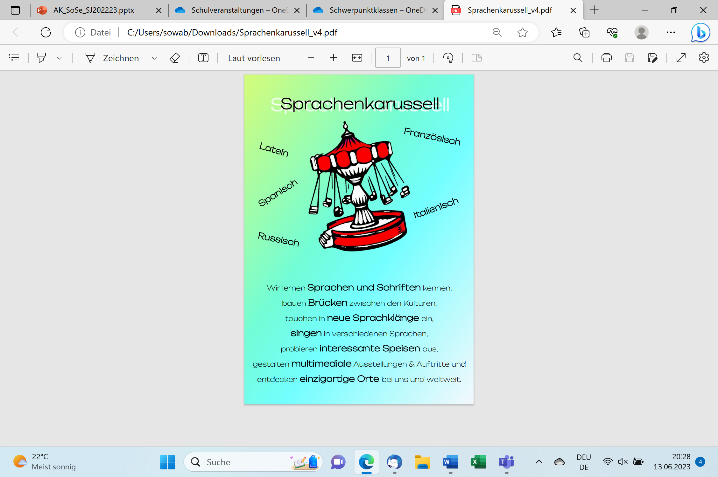 AK_SoSe_SJ202223.pptx
Schulveranstaltungen – One
Schwerpunktklassen – OneD
Sprachenkarussell_v4.pdf
Datei C:/Users/sowab/Downloads/Sprachenkarussell_v4.pdf
Zeichnen
Laut vorlesen
1 von 1
Sprachenkarussell
Französisch
Latein
Spanisch
Italienisch
Russisch
Wir lernen Sprachen und Schriften kennen,
bauen Brücken zwischen den Kulturen,
tauchen in neue Sprachklänge ein,
singen in verschiedenen Sprachen,
probieren interessante Speisen aus,
gestalten multimediale Ausstellungen & Auftritte und
entdecken einzigartige Orte bei uns und weltweit.
22°C
Meist sonnig
Suche
DEU
DE
20:28
13.06.2023
4